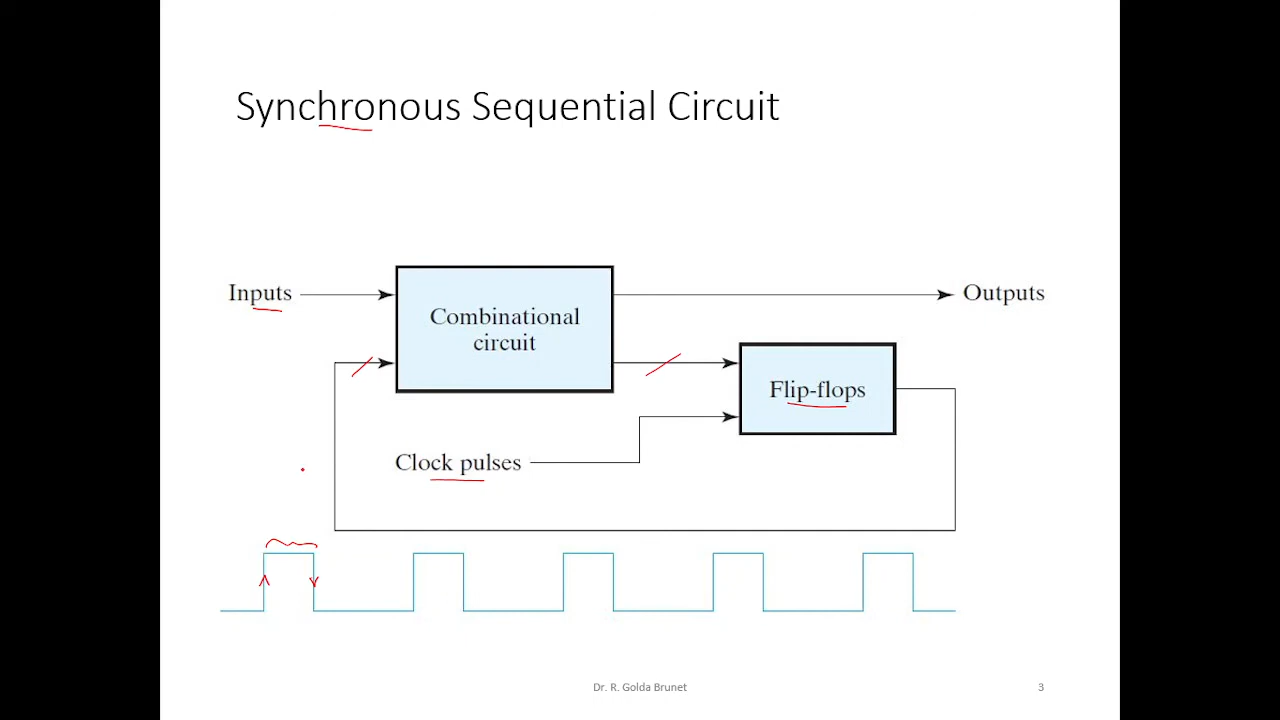 Synchronous Sequential Circuit
Inputs
Combinational
circuit
Outputs
Flip-flops
Clock pulses
Dr. R. Golda Brunet
3